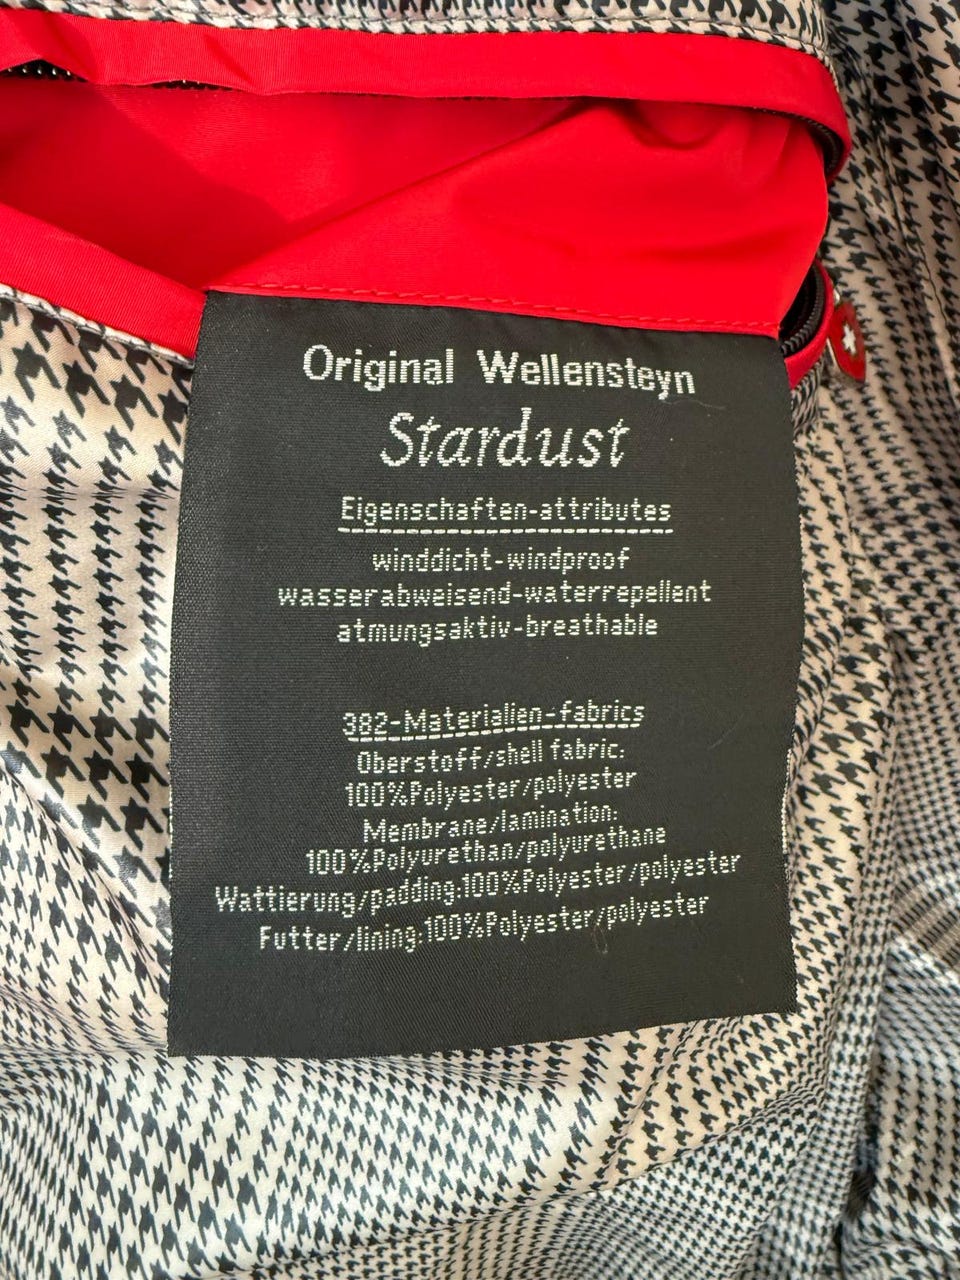 Original Wellensteyn
Stardust
Eigenschaften-attributes
winddicht-windproof
wasserabweisend-waterrepellent
atmungsaktiv-breathable
382-Materialien-fabrics
Oberstoff/shell fabric:
100%Polyester/polyester
Membrane/lamination:
100%Polyurethan/polyurethane
Wattierung/padding:100%Polyester/polyester
Futter/lining:100%Polyester/polyester